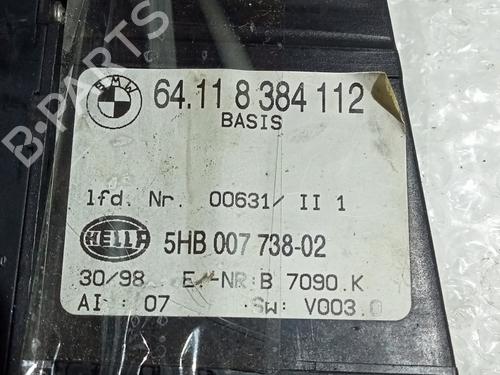 B-PARTS
BMW
64.11 8 384 112
BASIS
lfd. Nr. 00631/ II 1
HELLA 5HB 007 738-02
30/98 E.-NR:B 7090.K
AI : 07 SW: V003.0